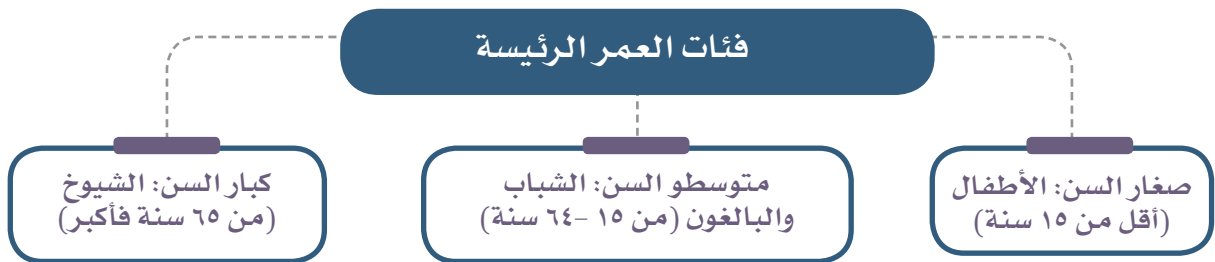 فئات العمر الرئيسة
صغار السن: الأطفال
(أقل من ١٥ سنة)
متوسطو السن: الشباب
والبالغون (من ١٥ -٦٤ سنة)
كبار السن: الشيوخ
(من ٦٥ سنة فأكبر)